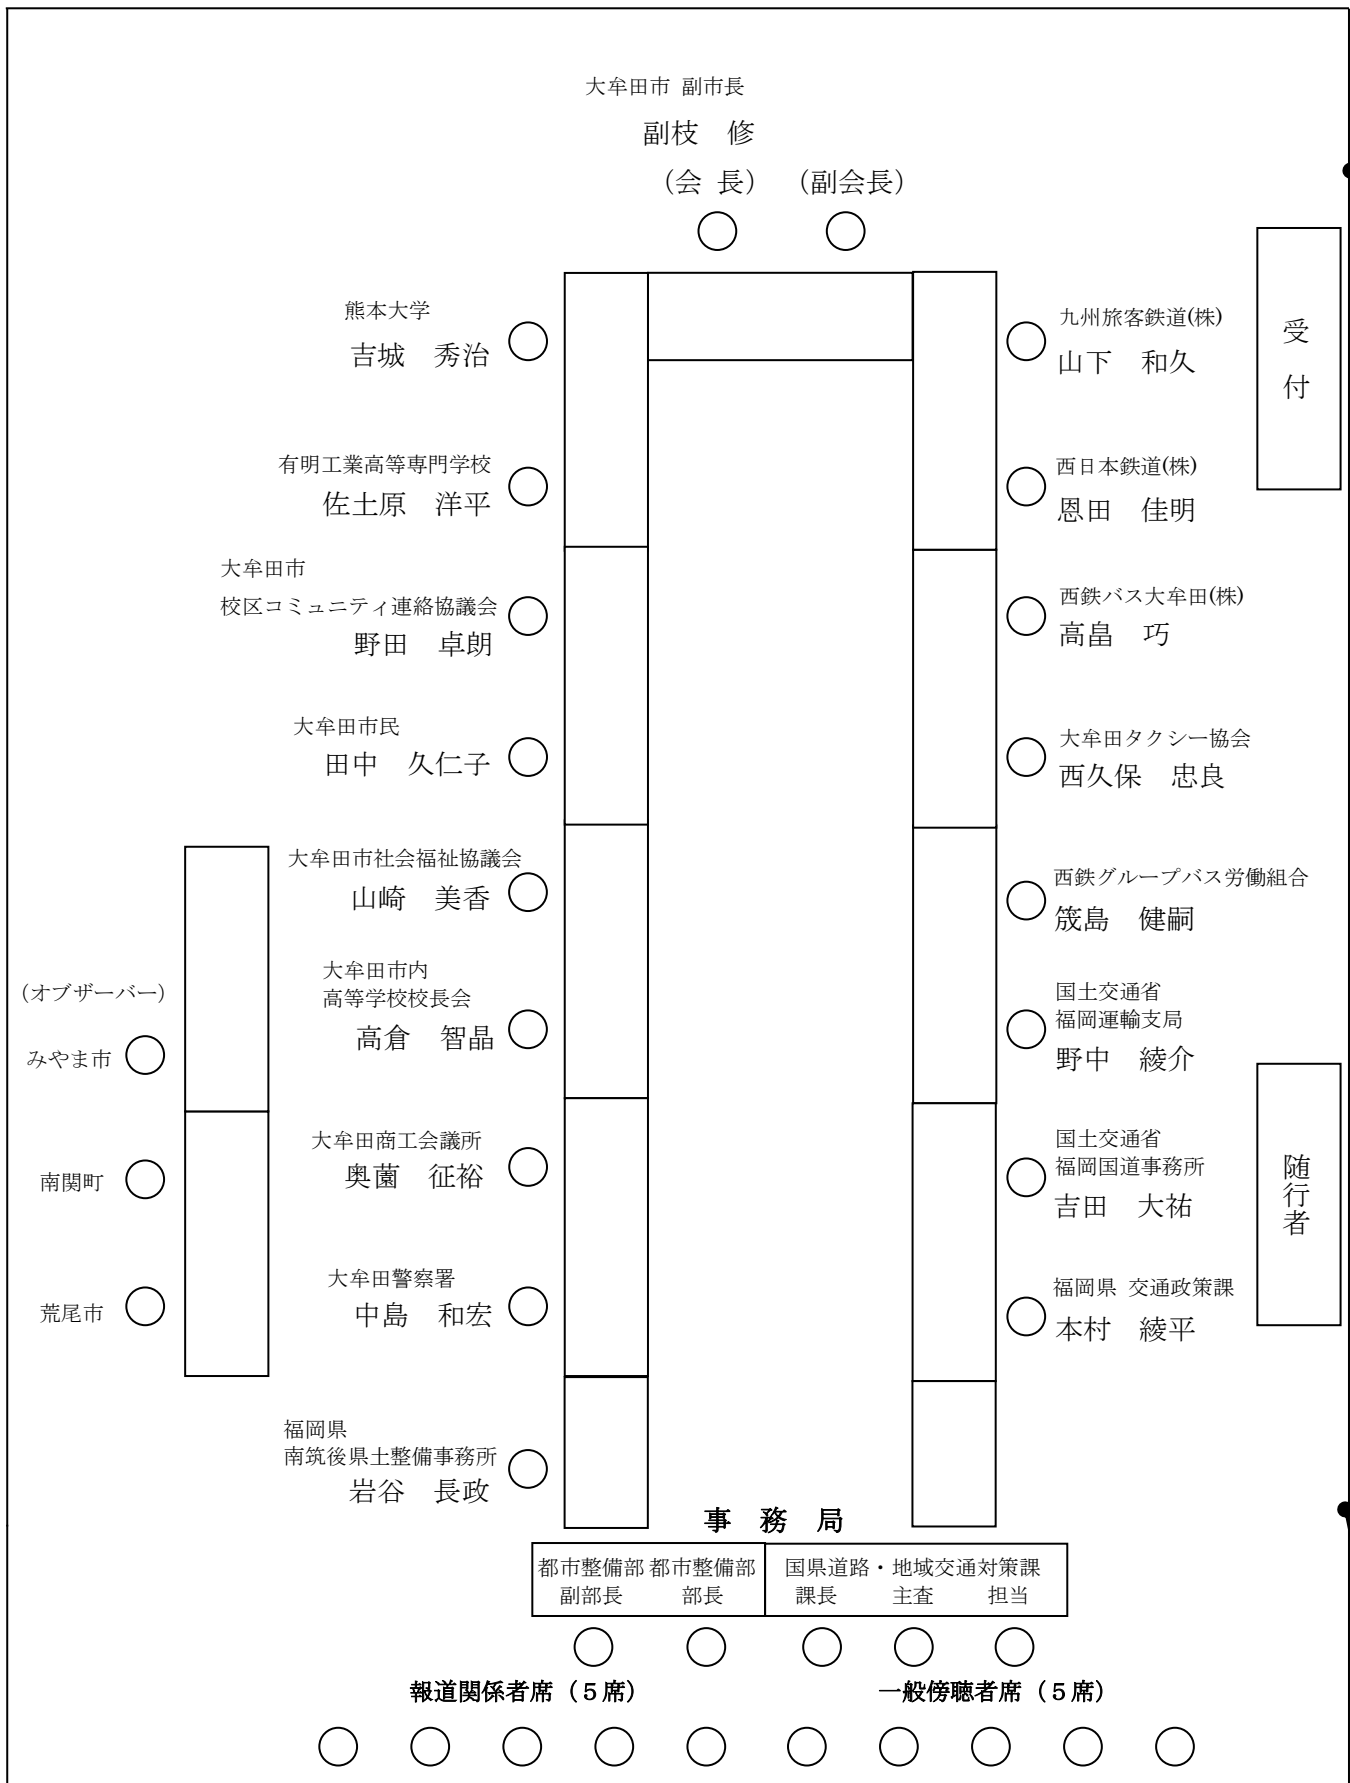 大牟田市 副市長
副枝 修
(会 長) (副会長)
熊本大学
吉城 秀治
有明工業高等専門学校
佐土原 洋平
大牟田市
校区コミュニティ連絡協議会
野田 卓朗
大牟田市民
田中 久仁子
大牟田市社会福祉協議会
山崎 美香
大牟田市内
高等学校校長会
高倉 智晶
大牟田商工会議所
奥薗 征裕
大牟田警察署
中島 和宏
福岡県
南筑後県土整備事務所
岩谷 長政
九州旅客鉄道(株)
山下 和久
西日本鉄道(株)
恩田 佳明
西鉄バス大牟田(株)
高畠 巧
大牟田タクシー協会
西久保 忠良
西鉄グループバス労働組合
筬島 健嗣
国土交通省
福岡運輸支局
野中 綾介
国土交通省
福岡国道事務所
吉田 大祐
福岡県 交通政策課
本村 綾平
受付
随行者
(オブザーバー)
みやま市
南関町
荒尾市
事 務 局
都市整備部 都市整備部 国県道路・地域交通対策課
副部長 部長 課長 主査 担当
報道関係者席(5席) 一般傍聴者席(5席)